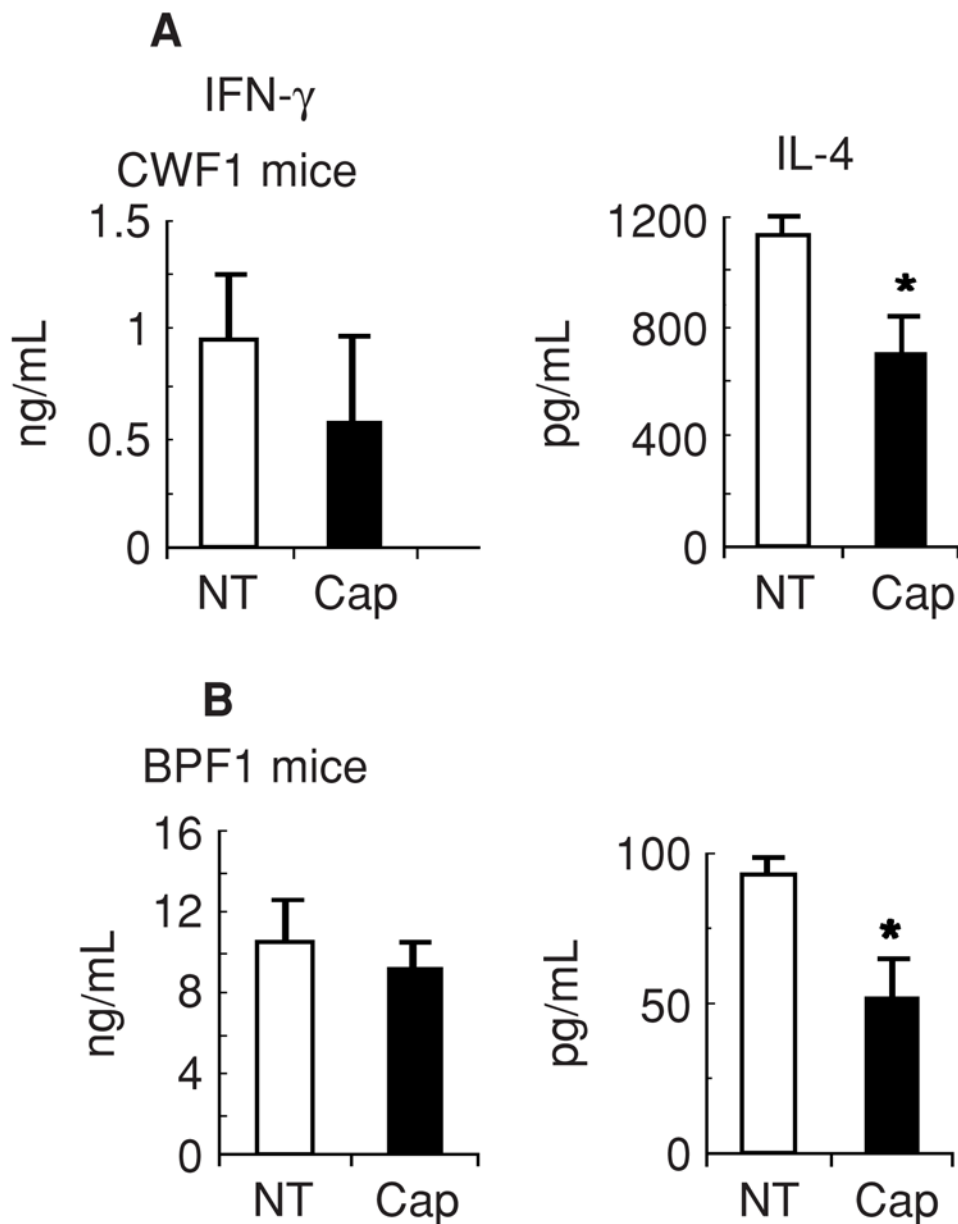 A
IFN-γ
CWF1 mice
1.5
1
0.5
0
ng/mL
NT Cap
IL-4
1200
800
400
0
pg/mL
*
NT Cap
B
BPF1 mice
16
12
8
4
0
ng/mL
NT Cap
100
50
0
pg/mL
*
NT Cap